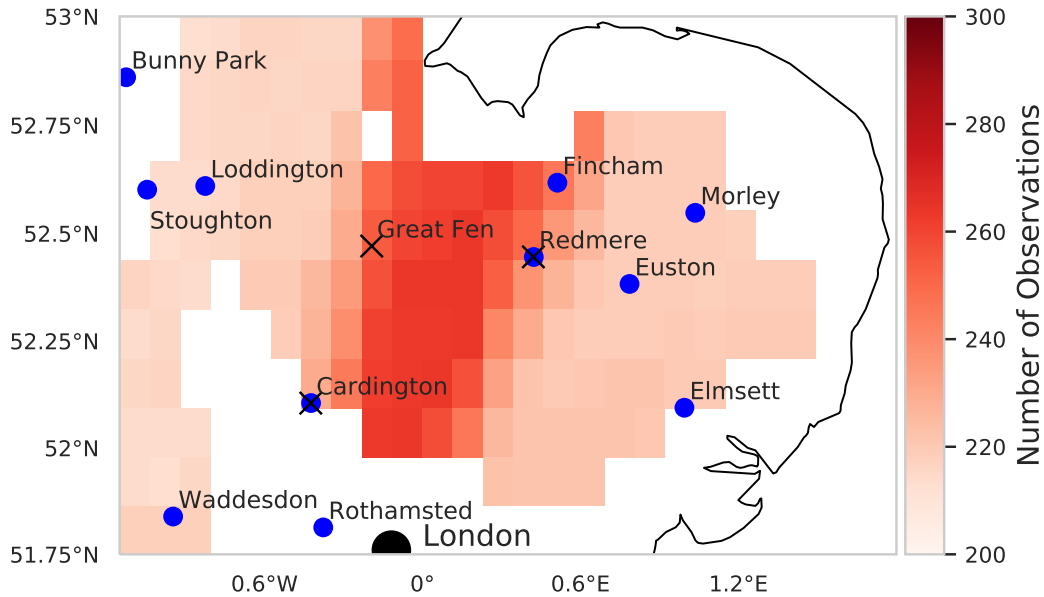 53°N
52.75°N
52.5°N
52.25°N
52°N
51.75°N
Bunny Park
Loddington
Stoughton
Great Fen
Fincham
Morley
Redmere
Euston
Cardington
Elmsett
Waddesdon
Rothamsted
London
0.6°W
0°
0.6°E
1.2°E
300
280
260
240
220
200
Number of Observations